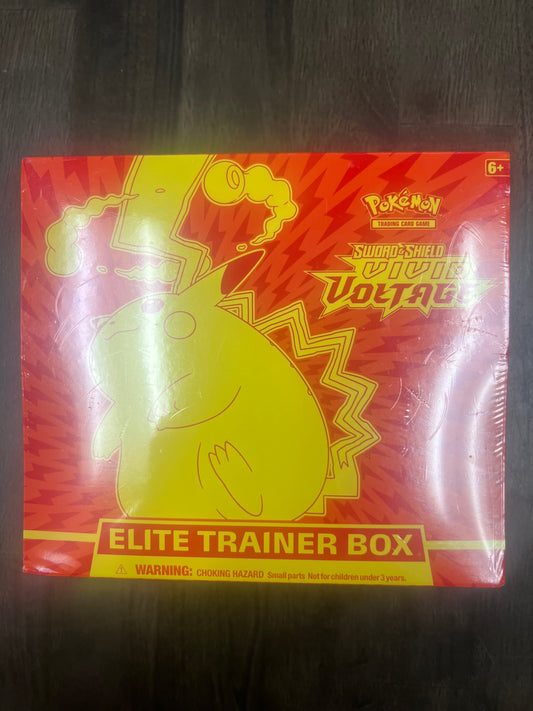 6+
Pokémon
TRADING CARD GAME
SWORD & SHIELD
VIVID
VOLTAGE
ELITE TRAINER BOX
⚠ WARNING: CHOKING HAZARD Small parts Not for children under 3 years.